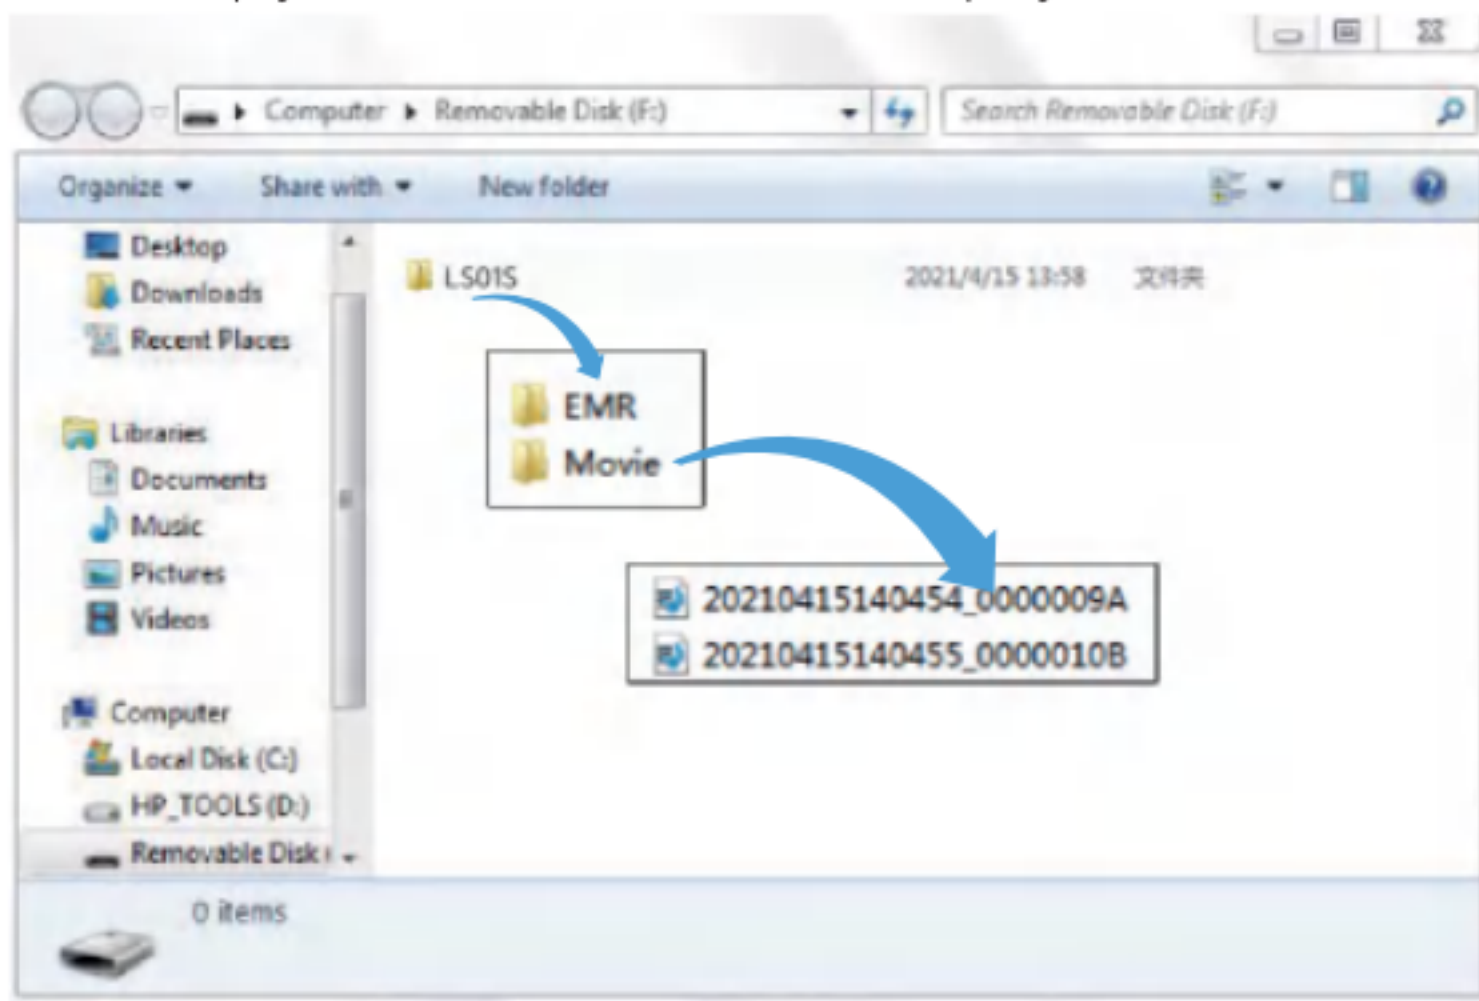 Computer Removable Disk (F:) Search Removable Disk (F:)
Organize Share with New folder
Desktop
Downloads
Recent Places
Libraries
Documents
Music
Pictures
Videos
Computer
Local Disk (C:)
HP_TOOLS (D:)
Removable Disk
LS01S 2021/4/15 13:58 文件夹
EMR
Movie
20210415140454_0000009A
20210415140455_0000010B
0 items